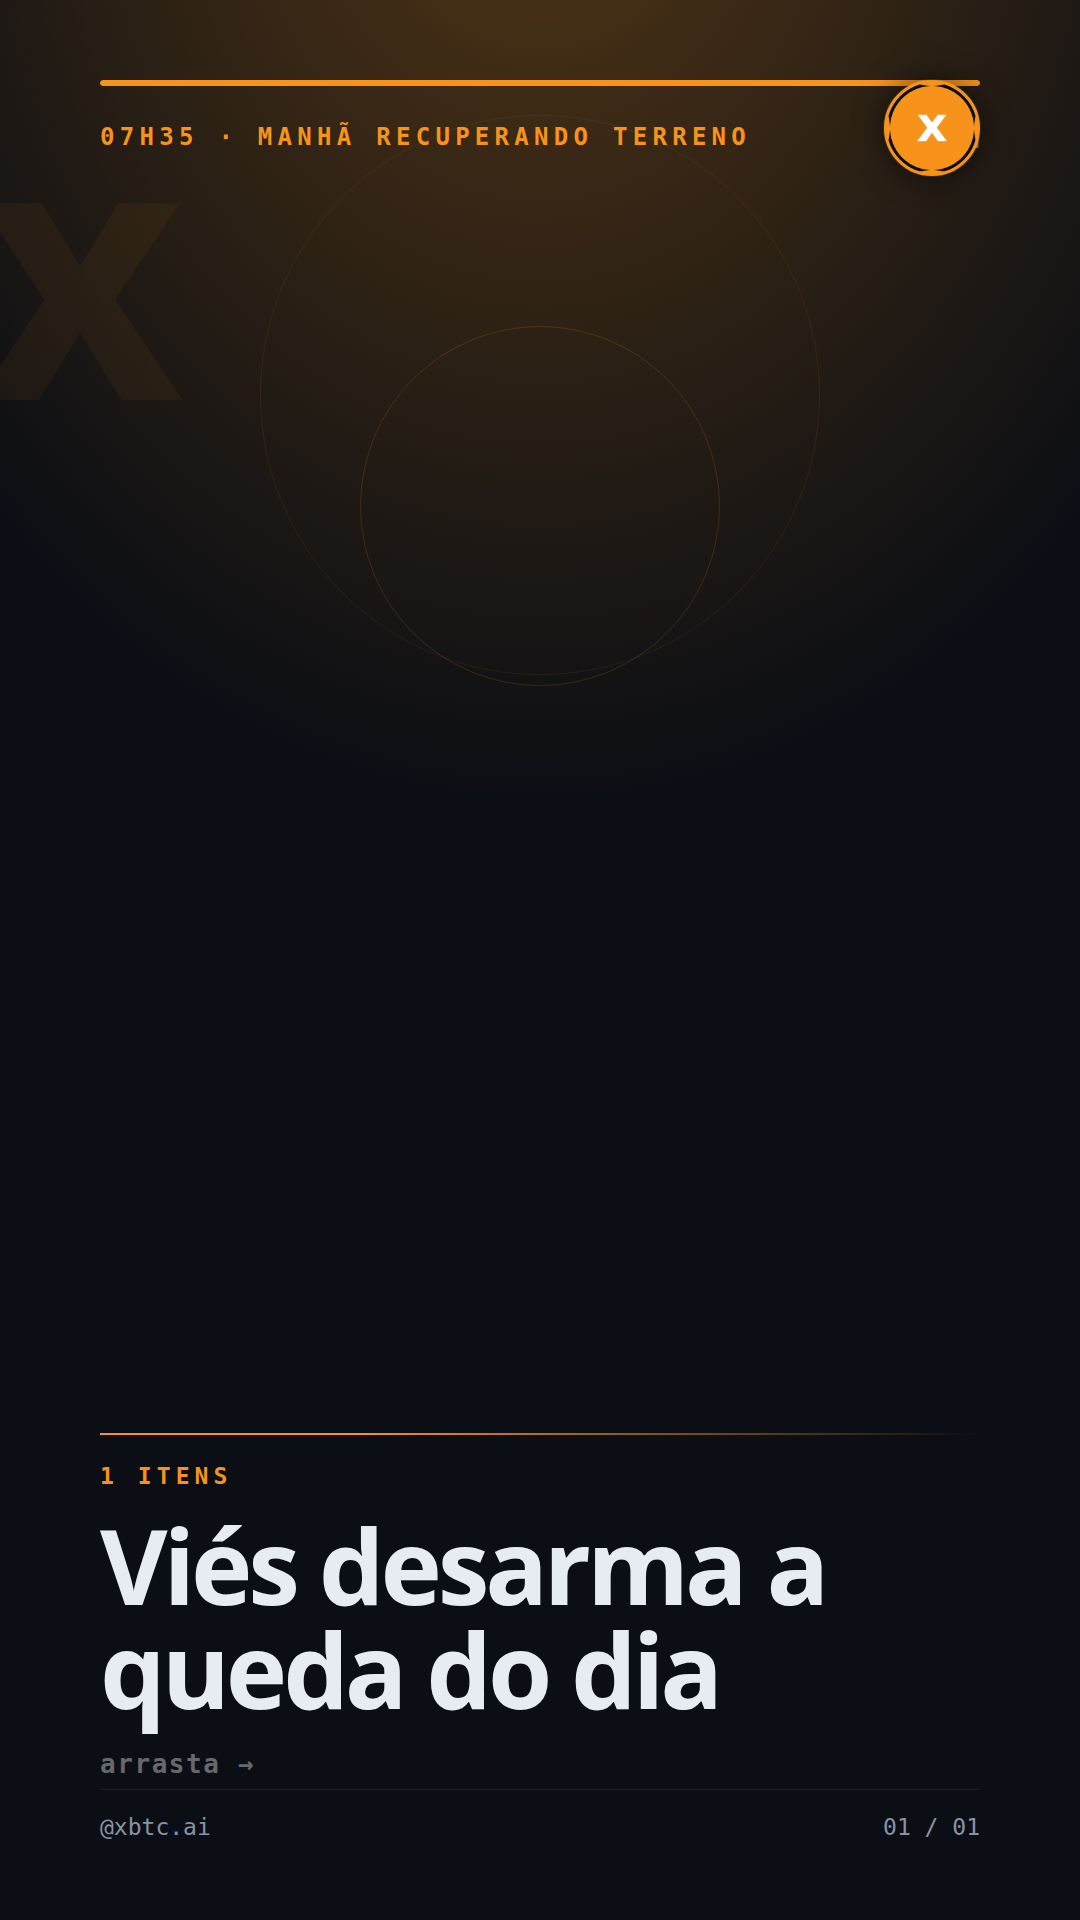 07H35 · MANHÃ RECUPERANDO TERRENO
X
X
1 ITENS
Viés desarma a
queda do dia
arrasta →
@xbtc.ai
01 / 01